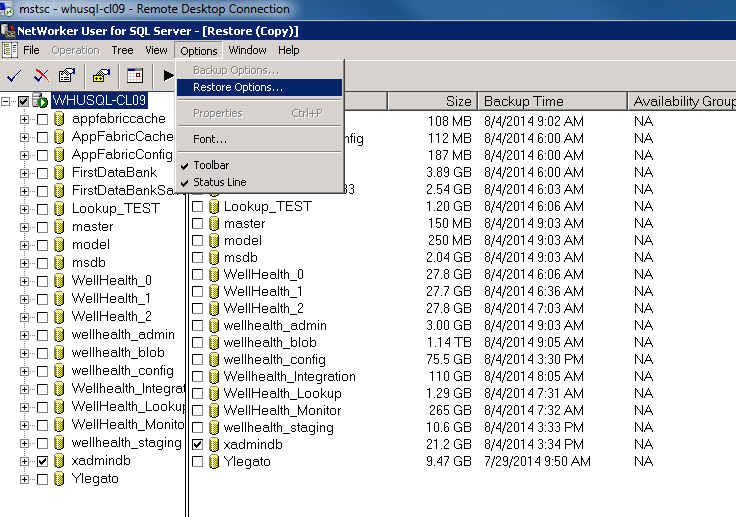 mstsc - whusql-cl09 - Remote Desktop Connection
NetWorker User for SQL Server - [Restore (Copy)]
File Operation Tree View Options Window Help
Backup Options...
Restore Options...
Properties Ctrl+P
Font...
Toolbar
Status Line
WHUSQL-CL09
appfabriccache
AppFabricCache
AppFabricConfig
FirstDataBank
FirstDataBankSa
Lookup_TEST
master
model
msdb
WellHealth_0
WellHealth_1
WellHealth_2
wellhealth_admin
wellhealth_blob
wellhealth_config
Wellhealth_Integra
WellHealth_Looku
WellHealth_Monito
wellhealth_staging
xadmindb
Ylegato
Size Backup Time Availability Group
108 MB 8/4/2014 9:02 AM NA
fig 112 MB 8/4/2014 6:00 AM NA
187 MB 8/4/2014 6:00 AM NA
3.89 GB 8/4/2014 6:00 AM NA
33 2.54 GB 8/4/2014 6:03 AM NA
Lookup_TEST 1.20 GB 8/4/2014 6:06 AM NA
master 150 MB 8/4/2014 9:03 AM NA
model 250 MB 8/4/2014 9:03 AM NA
msdb 2.04 GB 8/4/2014 9:03 AM NA
WellHealth_0 27.8 GB 8/4/2014 6:06 AM NA
WellHealth_1 27.7 GB 8/4/2014 6:36 AM NA
WellHealth_2 27.8 GB 8/4/2014 7:03 AM NA
wellhealth_admin 3.00 GB 8/4/2014 9:03 AM NA
wellhealth_blob 1.14 TB 8/4/2014 9:05 AM NA
wellhealth_config 75.5 GB 8/4/2014 3:30 PM NA
Wellhealth_Integration 110 GB 8/4/2014 8:05 AM NA
WellHealth_Lookup 1.29 GB 8/4/2014 7:31 AM NA
WellHealth_Monitor 265 GB 8/4/2014 7:32 AM NA
wellhealth_staging 10.6 GB 8/4/2014 3:33 PM NA
xadmindb 21.2 GB 8/4/2014 3:34 PM NA
Ylegato 9.47 GB 7/29/2014 9:50 AM NA